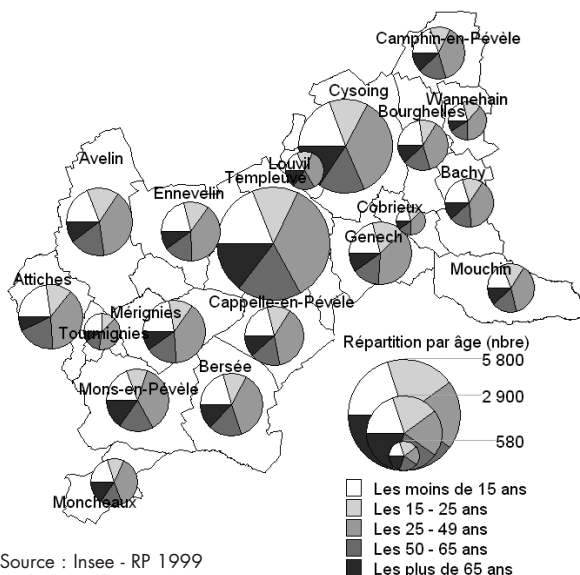 Camphin-en-Pévèle
Cysoing
Wannehain
Bourghelles
Avelin
Louvil
Templeuve
Ennevelin
Bachy
Cobrieux
Genech
Mouchin
Attiches
Mérignies
Cappelle-en-Pévèle
Tourmignies
Bersée
Mons-en-Pévèle
Moncheaux
Répartition par âge (nbre)
5 800
2 900
580
Les moins de 15 ans
Les 15 - 25 ans
Les 25 - 49 ans
Les 50 - 65 ans
Les plus de 65 ans
Source : Insee - RP 1999